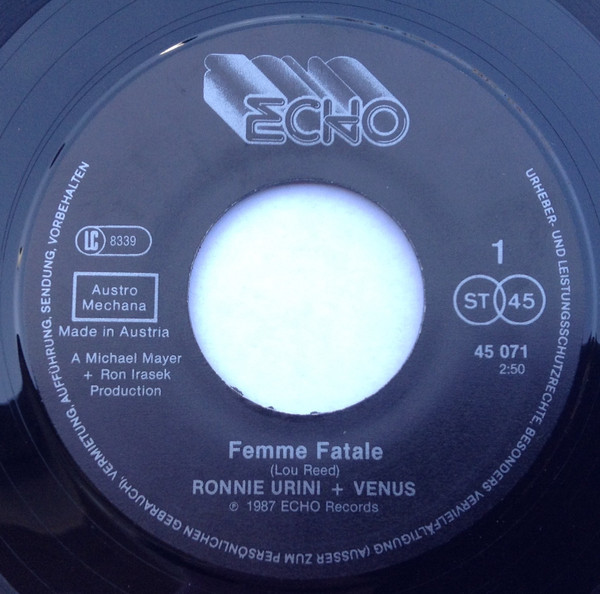 ECHO
LC 8339
Austro
Mechana
Made in Austria
A Michael Mayer
+ Ron Irasek
Production
1
ST 45
45 071
2:50
Femme Fatale
(Lou Reed)
RONNIE URINI + VENUS
℗ 1987 ECHO Records
URHEBER- UND LEISTUNGSSCHUTZRECHTE, BESONDERS VERVIELFÄLTIGUNG (AUSSER ZUM PERSÖNLICHEN GEBRAUCH), VERMIETUNG, AUFFÜHRUNG, SENDUNG, VORBEHALTEN